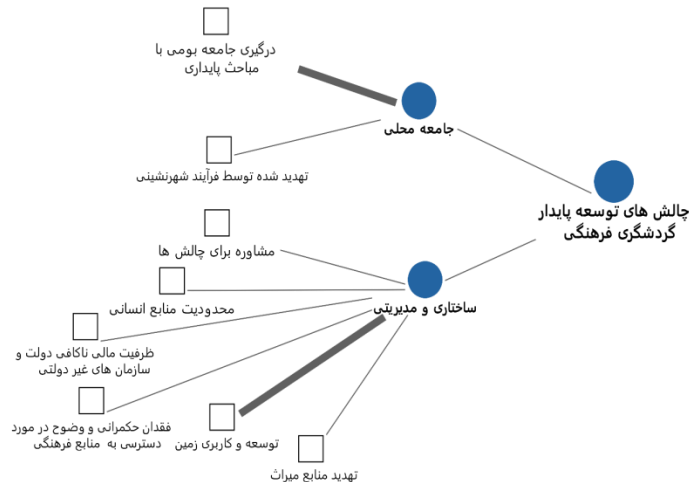 درگیری جامعه بومی با
مباحث پایداری
جامعه محلی
تهدید شده توسط فرآیند شهرنشینی
چالش های توسعه پایدار
گردشگری فرهنگی
مشاوره برای چالش ها
محدودیت منابع انسانی
ساختاری و مدیریتی
ظرفیت مالی ناکافی دولت و
سازمان های غیر دولتی
فقدان حکمرانی و وضوح در مورد
دسترسی به منابع فرهنگی
توسعه و کاربری زمین
تهدید منابع میراث